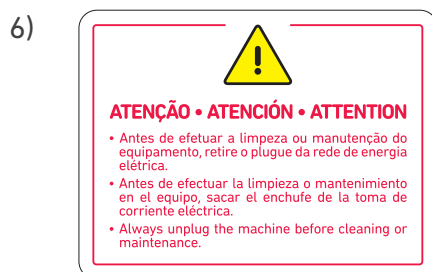 6)
ATENÇÃO • ATENCIÓN • ATTENTION
• Antes de efetuar a limpeza ou manutenção do
equipamento, retire o plugue da rede de energia
elétrica.
• Antes de efectuar la limpieza o mantenimiento
en el equipo, sacar el enchufe de la toma de
corriente eléctrica.
• Always unplug the machine before cleaning or
maintenance.